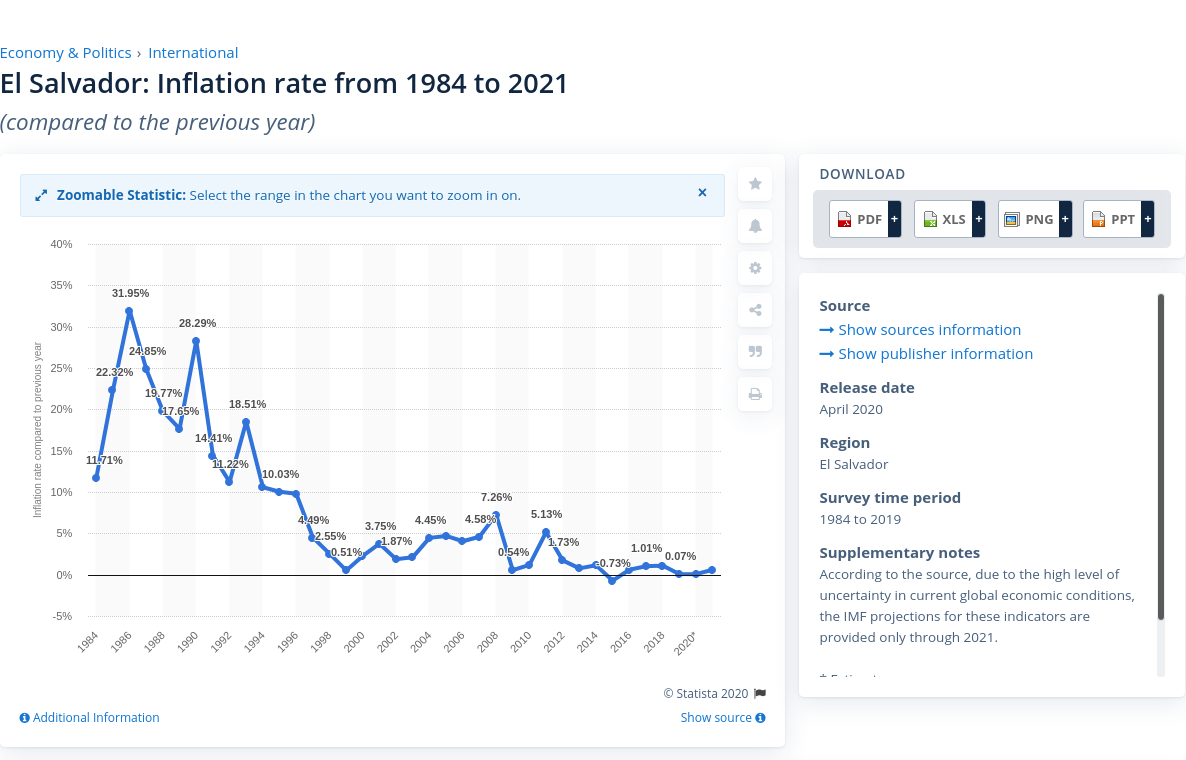 Economy & Politics › International
El Salvador: Inflation rate from 1984 to 2021
(compared to the previous year)
Zoomable Statistic: Select the range in the chart you want to zoom in on. ×
40%
35%
30%
25%
20%
15%
10%
5%
0%
-5%
Inflation rate compared to previous year
11.71%
22.32%
31.95%
24.85%
19.77%
17.65%
28.29%
14.41%
11.22%
18.51%
10.03%
4.49%
2.55%
0.51%
3.75%
1.87%
4.45%
4.58%
7.26%
0.54%
5.13%
1.73%
-0.73%
1.01%
0.07%
1984
1986
1988
1990
1992
1994
1996
1998
2000
2002
2004
2006
2008
2010
2012
2014
2016
2018
2020*
© Statista 2020
Additional Information
Show source
DOWNLOAD
PDF +
XLS +
PNG +
PPT +
Source
Show sources information
Show publisher information
Release date
April 2020
Region
El Salvador
Survey time period
1984 to 2019
Supplementary notes
According to the source, due to the high level of
uncertainty in current global economic conditions,
the IMF projections for these indicators are
provided only through 2021.